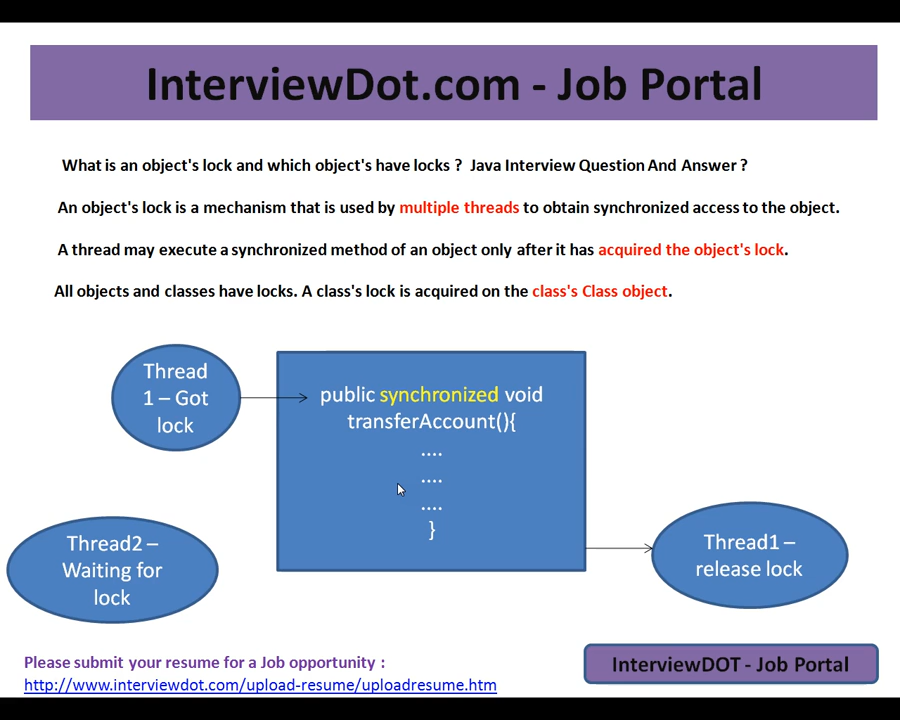 InterviewDot.com - Job Portal
What is an object's lock and which object's have locks ? Java Interview Question And Answer ?
An object's lock is a mechanism that is used by multiple threads to obtain synchronized access to the object.
A thread may execute a synchronized method of an object only after it has acquired the object's lock.
All objects and classes have locks. A class's lock is acquired on the class's Class object.
Thread
1 – Got
lock
public synchronized void
transferAccount(){
....
....
....
}
Thread2 –
Waiting for
lock
Thread1 –
release lock
Please submit your resume for a Job opportunity :
http://www.interviewdot.com/upload-resume/uploadresume.htm
InterviewDOT - Job Portal